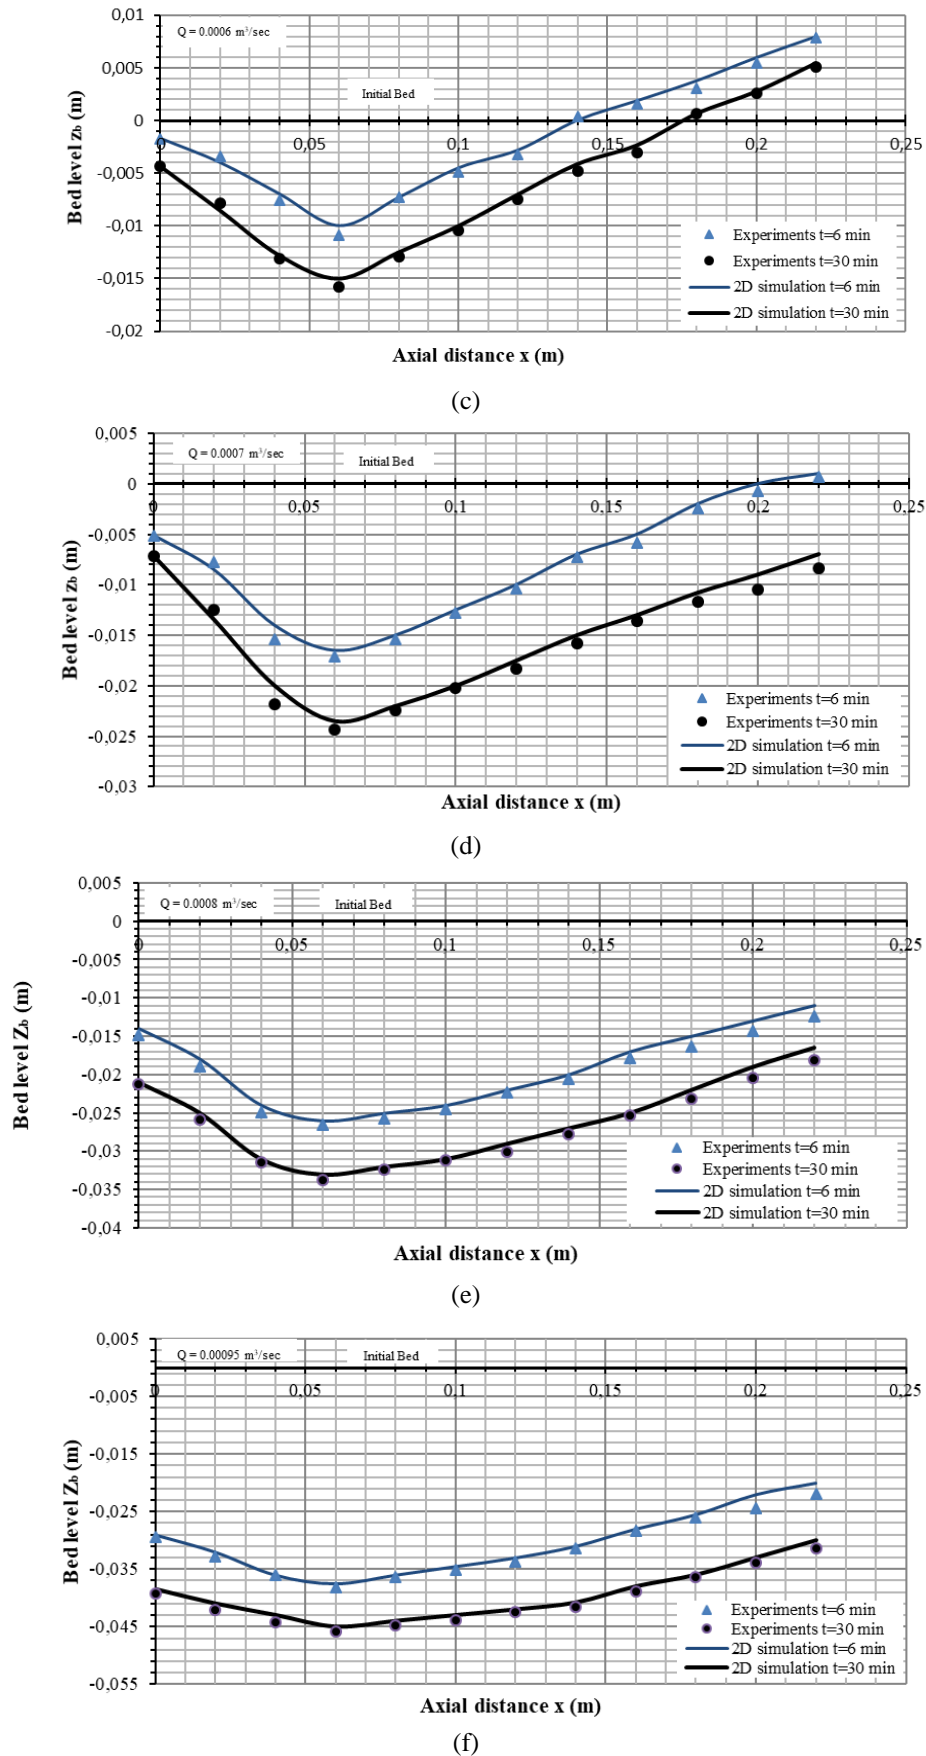 0,01
Q = 0.0006 m³/sec
0,005
Initial Bed
0
0,05
0,1
0,15
0,2
0,25
-0,005
-0,01
-0,015
-0,02
Bed level zb (m)
Experiments t=6 min
Experiments t=30 min
2D simulation t=6 min
2D simulation t=30 min
Axial distance x (m)
(c)
0,005
Q = 0.0007 m³/sec
Initial Bed
0
0
0,05
0,1
0,15
0,2
0,25
-0,005
-0,01
-0,015
-0,02
-0,025
-0,03
Bed level zb (m)
Experiments t=6 min
Experiments t=30 min
2D simulation t=6 min
2D simulation t=30 min
Axial distance x (m)
(d)
0,005
Q = 0.0008 m³/sec
Initial Bed
0
0
0,05
0,1
0,15
0,2
0,25
-0,005
-0,01
-0,015
-0,02
-0,025
-0,03
-0,035
-0,04
Bed level Zb (m)
Experiments t=6 min
Experiments t=30 min
2D simulation t=6 min
2D simulation t=30 min
Axial distance x (m)
(e)
0,005
Q = 0.00095 m³/sec
Initial Bed
0
0,05
0,1
0,15
0,2
0,25
-0,005
-0,015
-0,025
-0,035
-0,045
-0,055
Bed level Zb (m)
Experiments t=6 min
Experiments t=30 min
2D simulation t=6 min
2D simulation t=30 min
Axial distance x (m)
(f)